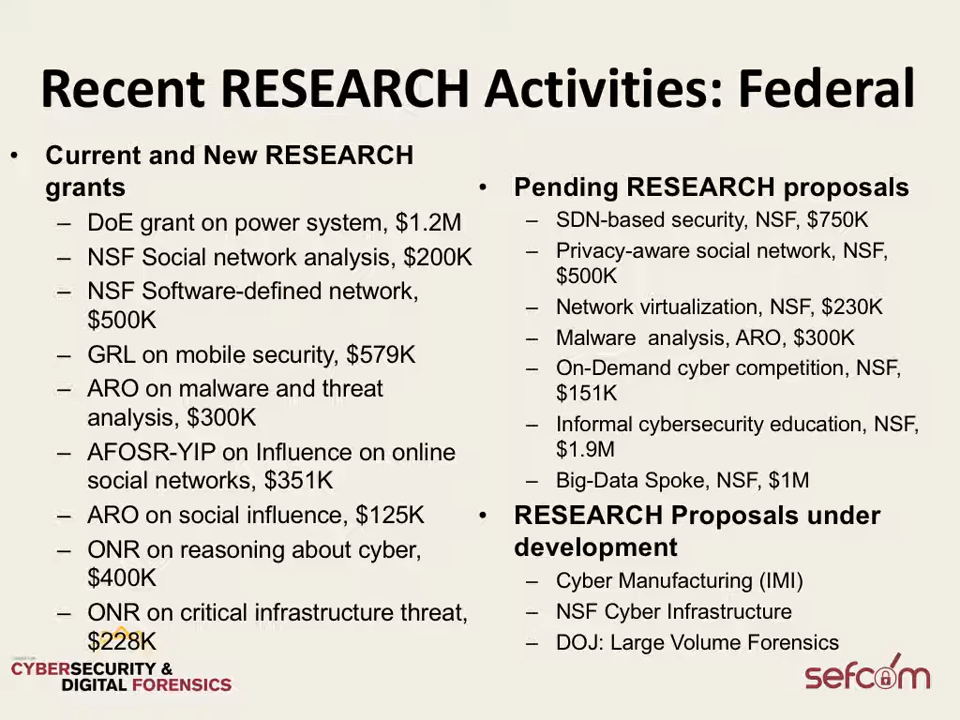 Recent RESEARCH Activities: Federal
• Current and New RESEARCH
grants
– DoE grant on power system, $1.2M
– NSF Social network analysis, $200K
– NSF Software-defined network,
$500K
– GRL on mobile security, $579K
– ARO on malware and threat
analysis, $300K
– AFOSR-YIP on Influence on online
social networks, $351K
– ARO on social influence, $125K
– ONR on reasoning about cyber,
$400K
– ONR on critical infrastructure threat,
$228K
• Pending RESEARCH proposals
– SDN-based security, NSF, $750K
– Privacy-aware social network, NSF,
$500K
– Network virtualization, NSF, $230K
– Malware  analysis, ARO, $300K
– On-Demand cyber competition, NSF,
$151K
– Informal cybersecurity education, NSF,
$1.9M
– Big-Data Spoke, NSF, $1M
• RESEARCH Proposals under
development
– Cyber Manufacturing (IMI)
– NSF Cyber Infrastructure
– DOJ: Large Volume Forensics
CYBERSECURITY &
DIGITAL FORENSICS
sefcom